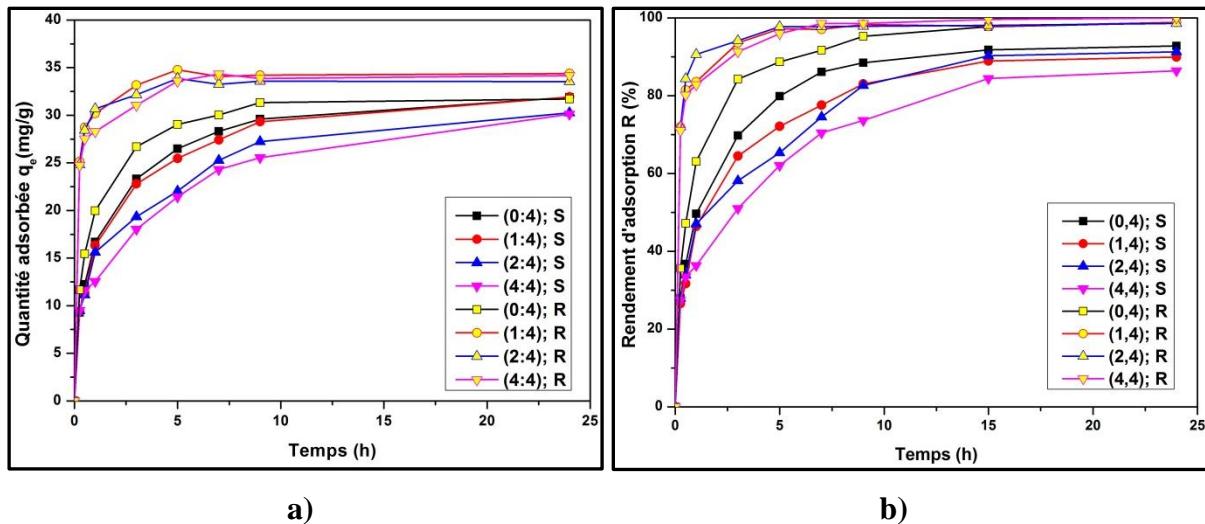 40
35
30
25
20
15
10
5
0
Quantité adsorbée q_e(mg/g)
(0:4); S
(1:4); S
(2:4); S
(4:4); S
(0:4); R
(1:4); R
(2:4); R
(4:4); R
0 5 10 15 20 25
Temps (h)
a)
100
80
60
40
20
0
Rendement d'adsorption R (%)
(0,4); S
(1,4); S
(2,4); S
(4,4); S
(0,4); R
(1,4); R
(2,4); R
(4,4); R
0 5 10 15 20 25
Temps (h)
b)